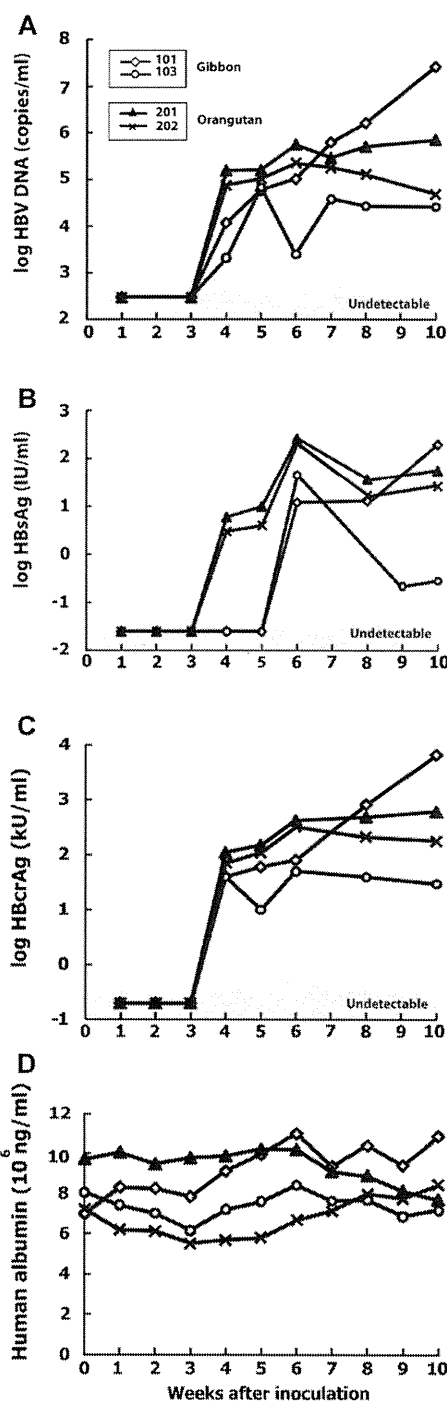 A
log HBV DNA (copies/ml)
8
7
6
5
4
3
2
101
103
Gibbon
201
202
Orangutan
Undetectable
0 1 2 3 4 5 6 7 8 9 10
B
log HBsAg (IU/ml)
3
2
1
0
-1
-2
Undetectable
0 1 2 3 4 5 6 7 8 9 10
C
log HBcrAg (kU/ml)
4
3
2
1
0
-1
Undetectable
0 1 2 3 4 5 6 7 8 9 10
D
Human albumin (10⁶ ng/ml)
12
10
8
6
4
2
0
0 1 2 3 4 5 6 7 8 9 10
Weeks after inoculation